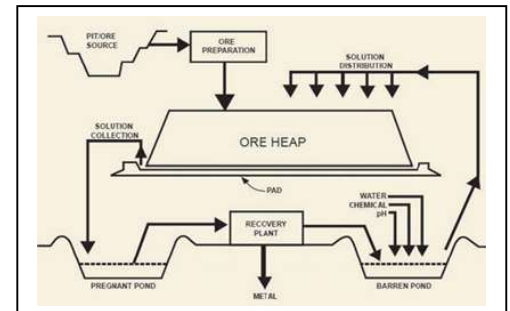 PIT/ORE
SOURCE
ORE
PREPARATION
SOLUTION
DISTRIBUTION
SOLUTION
COLLECTION
ORE HEAP
PAD
WATER
CHEMICAL
pH
RECOVERY
PLANT
PREGNANT POND
METAL
BARREN POND